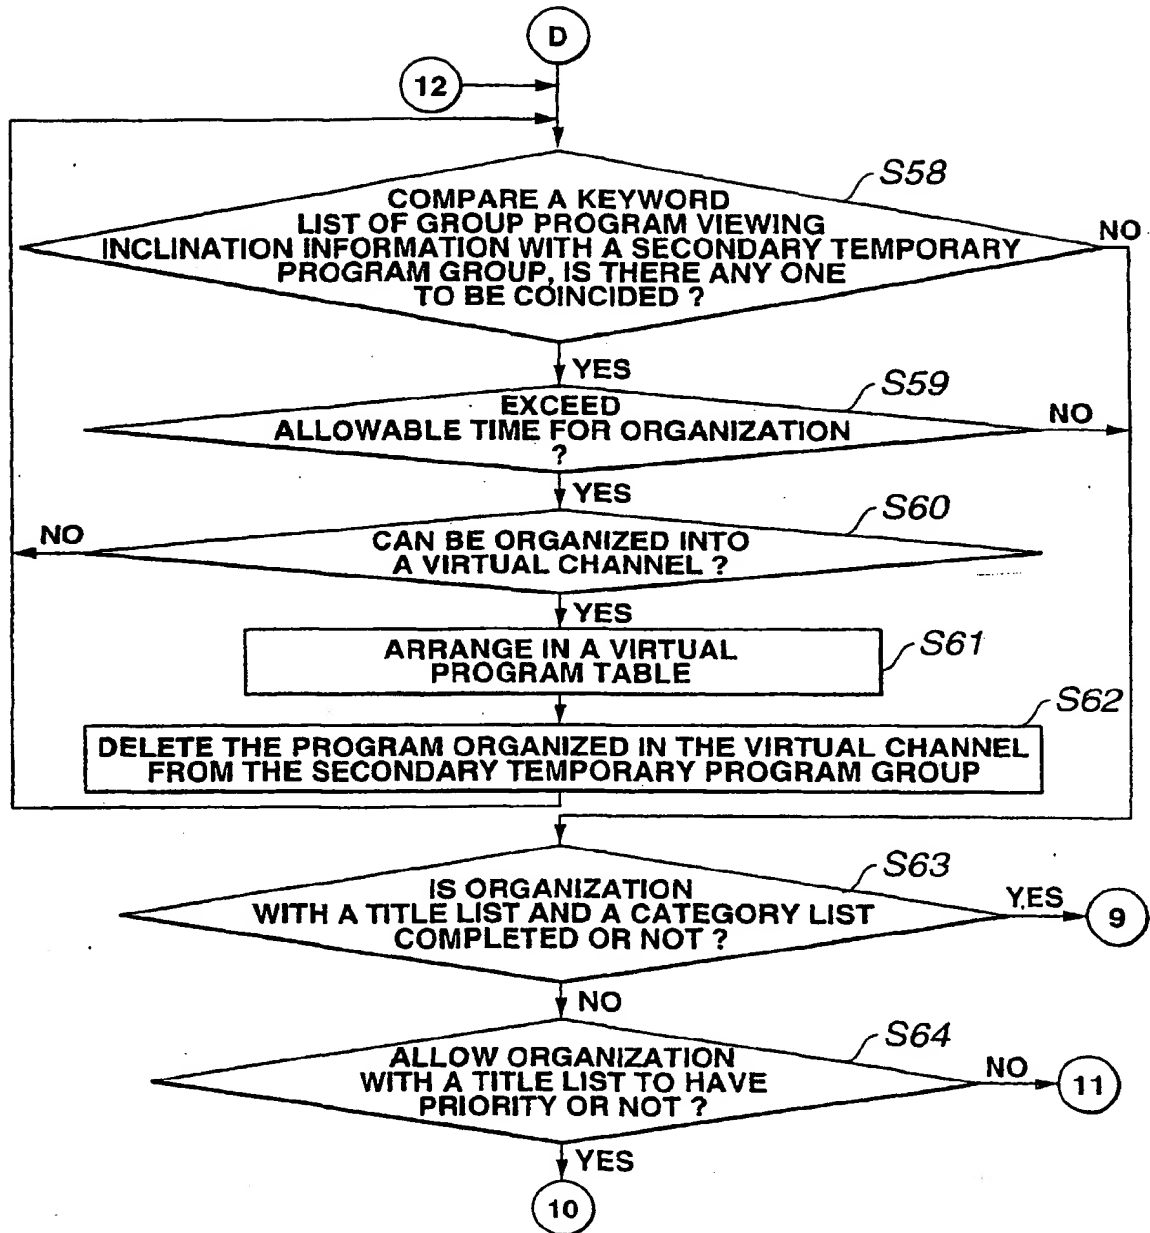 D
12
S58
COMPARE A KEYWORD
LIST OF GROUP PROGRAM VIEWING
INCLINATION INFORMATION WITH A SECONDARY TEMPORARY
PROGRAM GROUP, IS THERE ANY ONE
TO BE COINCIDED ?
NO
YES
S59
EXCEED
ALLOWABLE TIME FOR ORGANIZATION
?
NO
YES
S60
NO
CAN BE ORGANIZED INTO
A VIRTUAL CHANNEL ?
YES
S61
ARRANGE IN A VIRTUAL
PROGRAM TABLE
S62
DELETE THE PROGRAM ORGANIZED IN THE VIRTUAL CHANNEL
FROM THE SECONDARY TEMPORARY PROGRAM GROUP
S63
IS ORGANIZATION
WITH A TITLE LIST AND A CATEGORY LIST
COMPLETED OR NOT ?
YES
9
NO
S64
ALLOW ORGANIZATION
WITH A TITLE LIST TO HAVE
PRIORITY OR NOT ?
NO
11
YES
10